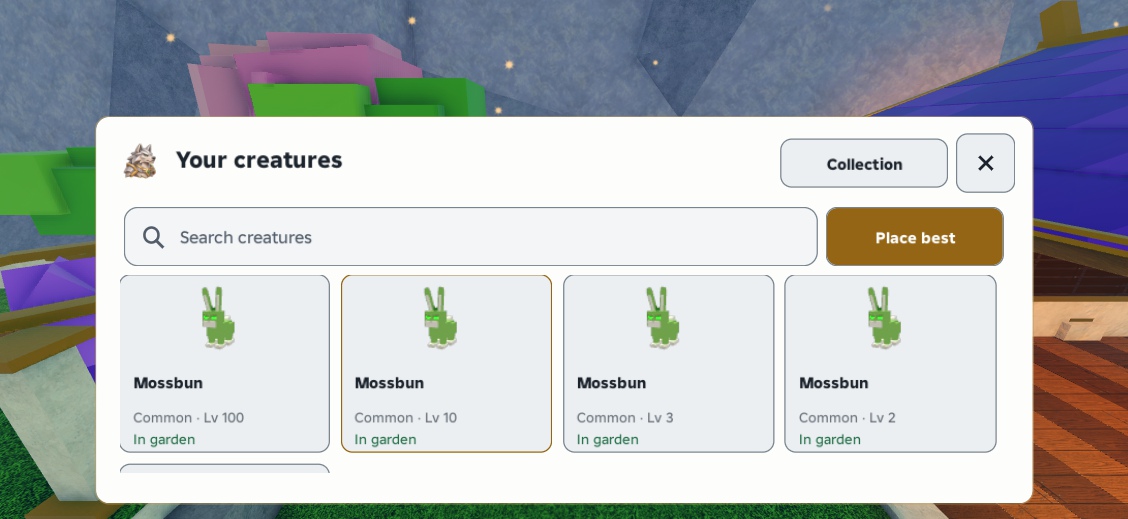 Your creatures
Collection
Search creatures
Place best
Mossbun
Common · Lv 100
In garden
Mossbun
Common · Lv 10
In garden
Mossbun
Common · Lv 3
In garden
Mossbun
Common · Lv 2
In garden